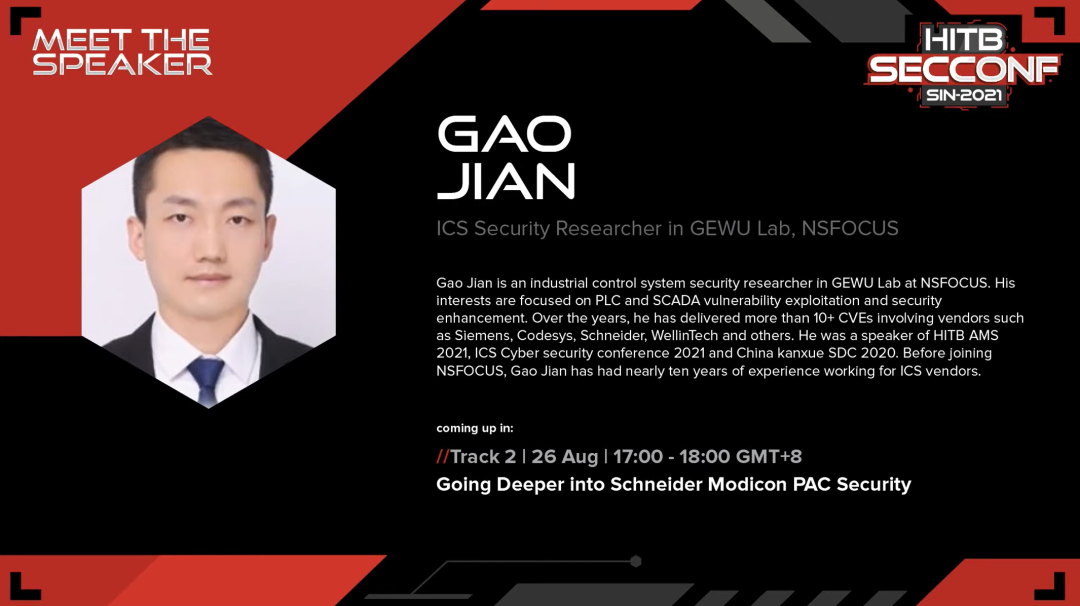 MEET THE
SPEAKER
HITB
SECCONF
SIN-2021
GAO
JIAN
ICS Security Researcher in GEWU Lab, NSFOCUS
Gao Jian is an industrial control system security researcher in GEWU Lab at NSFOCUS. His
interests are focused on PLC and SCADA vulnerability exploitation and security
enhancement. Over the years, he has delivered more than 10+ CVEs involving vendors such
as Siemens, Codesys, Schneider, WellinTech and others. He was a speaker of HITB AMS
2021, ICS Cyber security conference 2021 and China kanxue SDC 2020. Before joining
NSFOCUS, Gao Jian has had nearly ten years of experience working for ICS vendors.
coming up in:
//Track 2 | 26 Aug | 17:00 - 18:00 GMT+8
Going Deeper into Schneider Modicon PAC Security